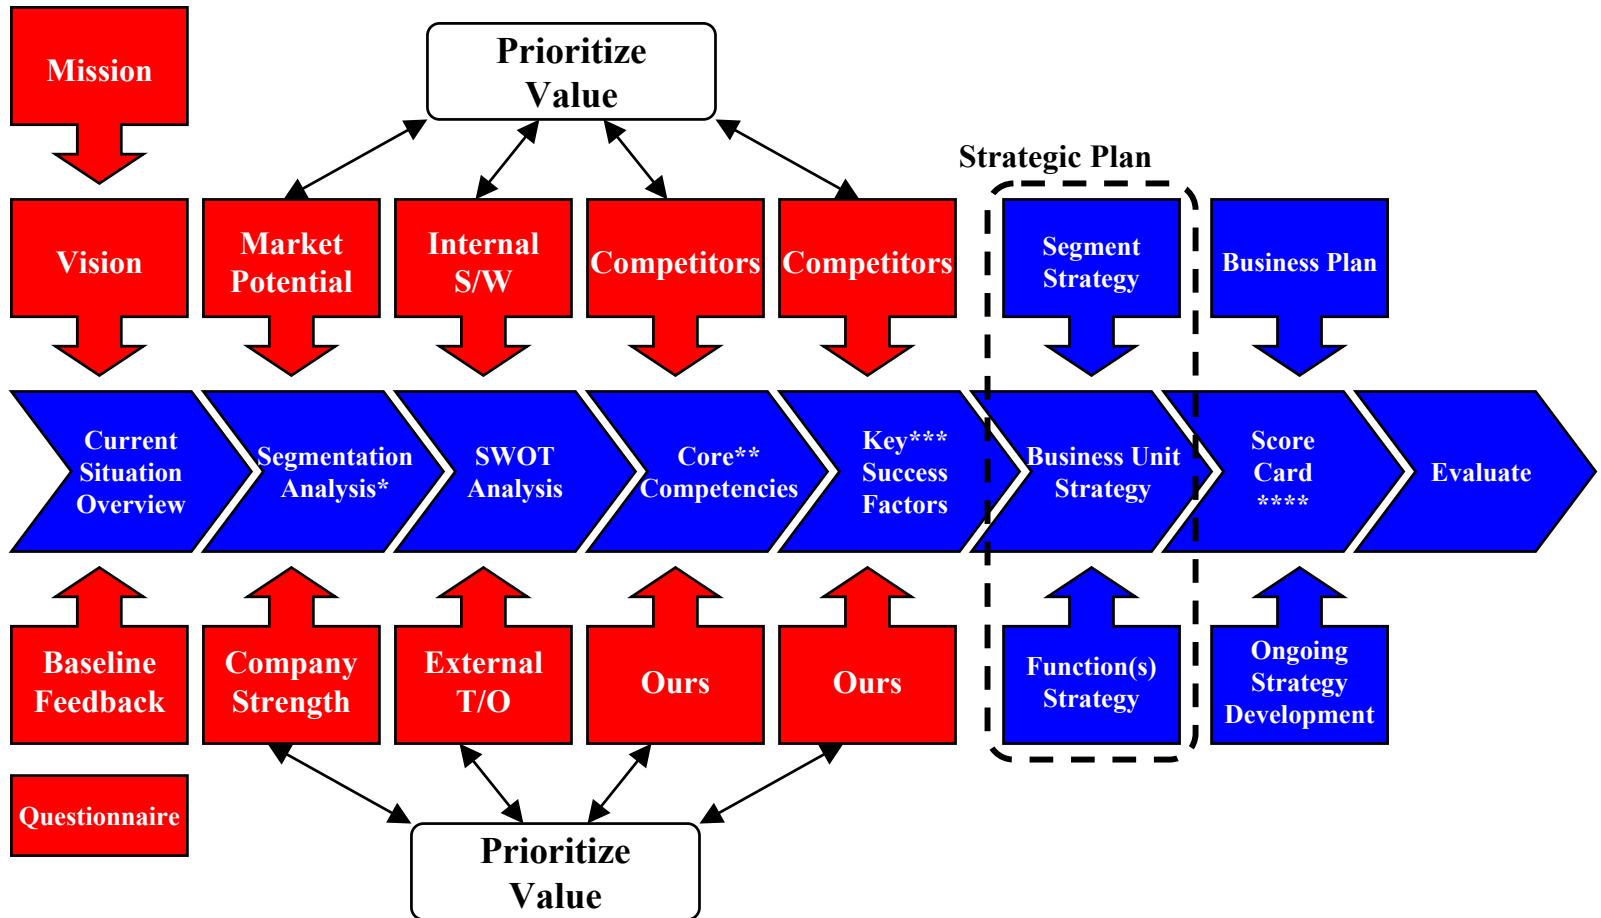 Mission
Prioritize
Value
Strategic Plan
Vision
Market
Potential
Internal
S/W
Competitors
Competitors
Segment
Strategy
Business Plan
Current
Situation
Overview
Segmentation
Analysis*
SWOT
Analysis
Core**
Competencies
Key***
Success
Factors
Business Unit
Strategy
Score
Card
****
Evaluate
Baseline
Feedback
Company
Strength
External
T/O
Ours
Ours
Function(s)
Strategy
Ongoing
Strategy
Development
Questionnaire
Prioritize
Value